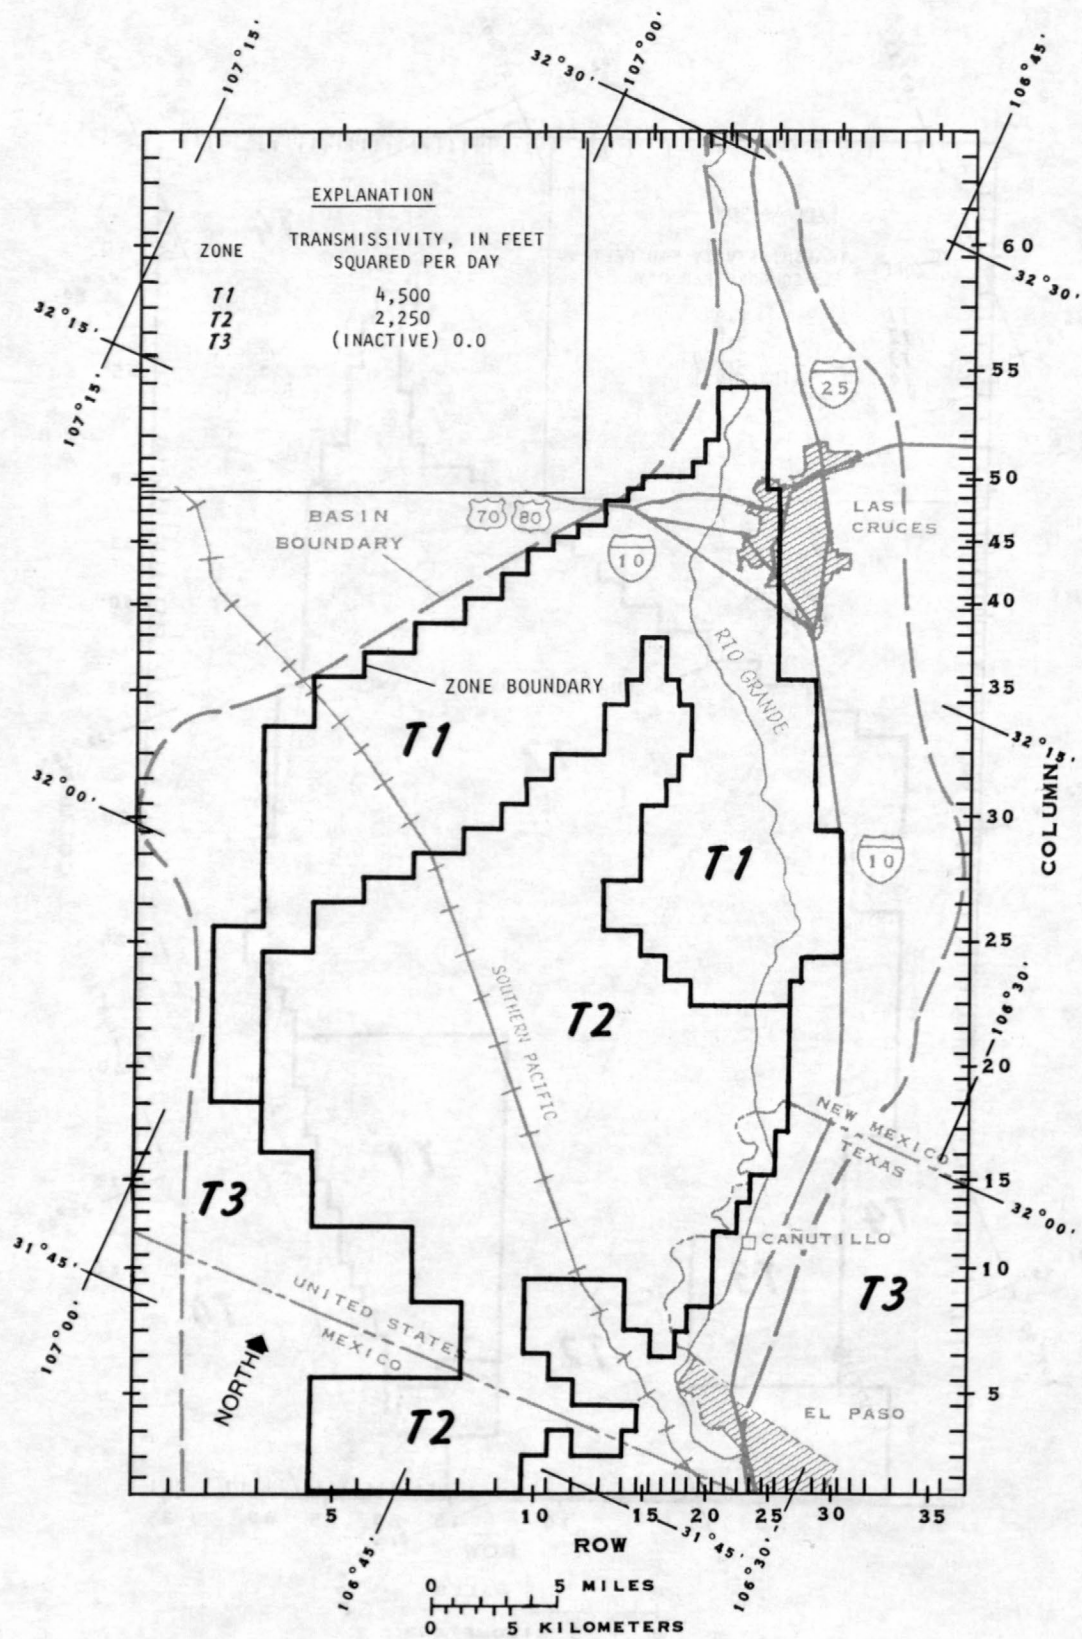 107°15'
32°30'
107°00'
106°45'
EXPLANATION
ZONE
TRANSMISSIVITY, IN FEET
SQUARED PER DAY
T1 4,500
T2 2,250
T3 (INACTIVE) 0.0
60
32°30'
32°15'
107°15'
55
25
50
70 80
BASIN
BOUNDARY
LAS
CRUCES
45
10
40
RIO GRANDE
ZONE BOUNDARY
35
T1
32°15'
32°00'
30
COLUMN
T1
10
25
SOUTHERN PACIFIC
106°30'
T2
20
NEW MEXICO
TEXAS
T3
15
32°00'
31°45'
CAÑUTILLO
10
T3
UNITED STATES
MEXICO
107°00'
NORTH
5
T2
EL PASO
5 10 15 20 25 30 35
31°45'
ROW
106°45'
106°30'
0 5 MILES
0 5 KILOMETERS